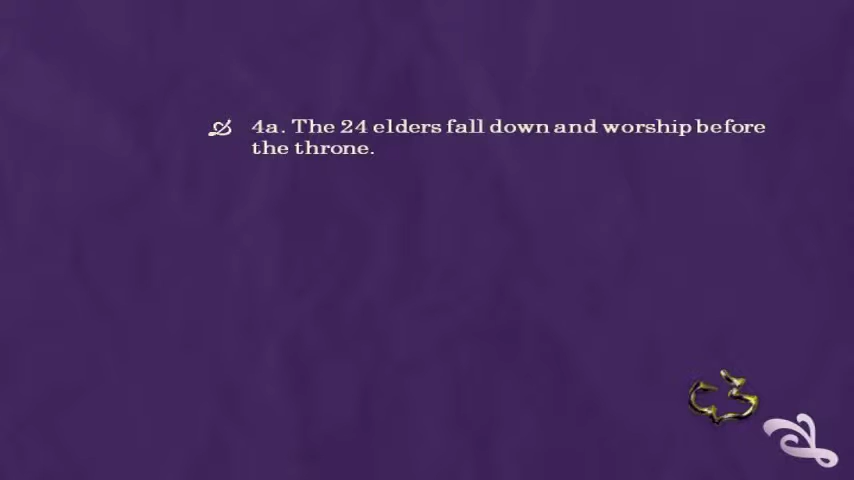 4a. The 24 elders fall down and worship before
the throne.